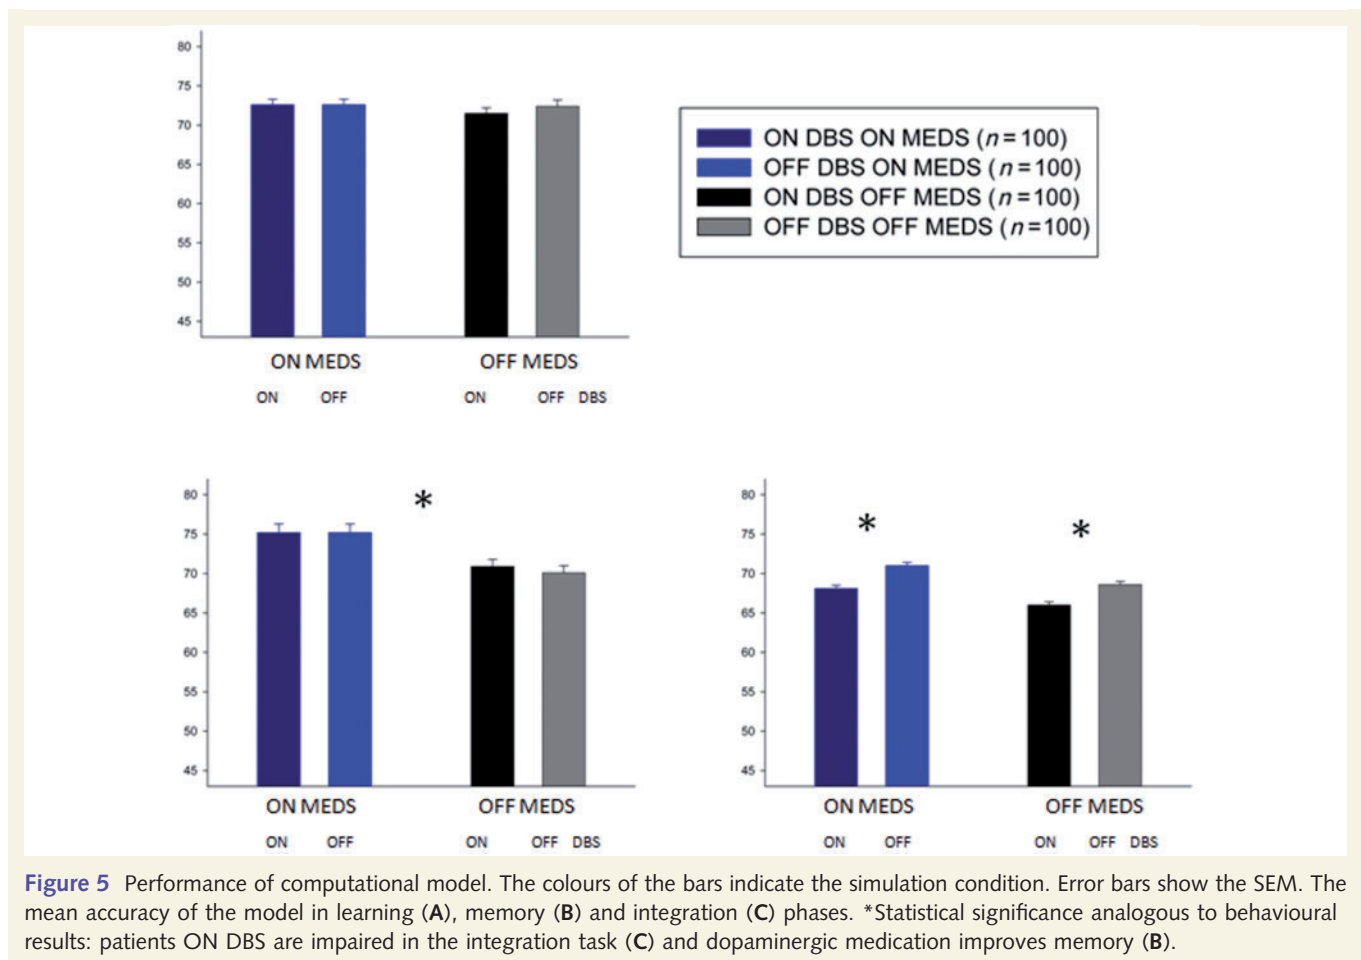 80
75
70
65
60
55
50
45
ON MEDS OFF MEDS
ON OFF ON OFF DBS
ON DBS ON MEDS (n=100)
OFF DBS ON MEDS (n=100)
ON DBS OFF MEDS (n=100)
OFF DBS OFF MEDS (n=100)
80
75
70
65
60
55
50
45
*
ON MEDS OFF MEDS
ON OFF ON OFF DBS
80
75
70
65
60
55
50
45
* *
ON MEDS OFF MEDS
ON OFF ON OFF DBS
Figure 5 Performance of computational model. The colours of the bars indicate the simulation condition. Error bars show the SEM. The
mean accuracy of the model in learning (A), memory (B) and integration (C) phases. *Statistical significance analogous to behavioural
results: patients ON DBS are impaired in the integration task (C) and dopaminergic medication improves memory (B).